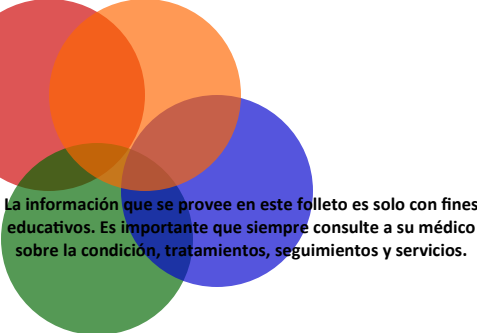 La información que se provee en este folleto es solo con fines
educativos. Es importante que siempre consulte a su médico
sobre la condición, tratamientos, seguimientos y servicios.